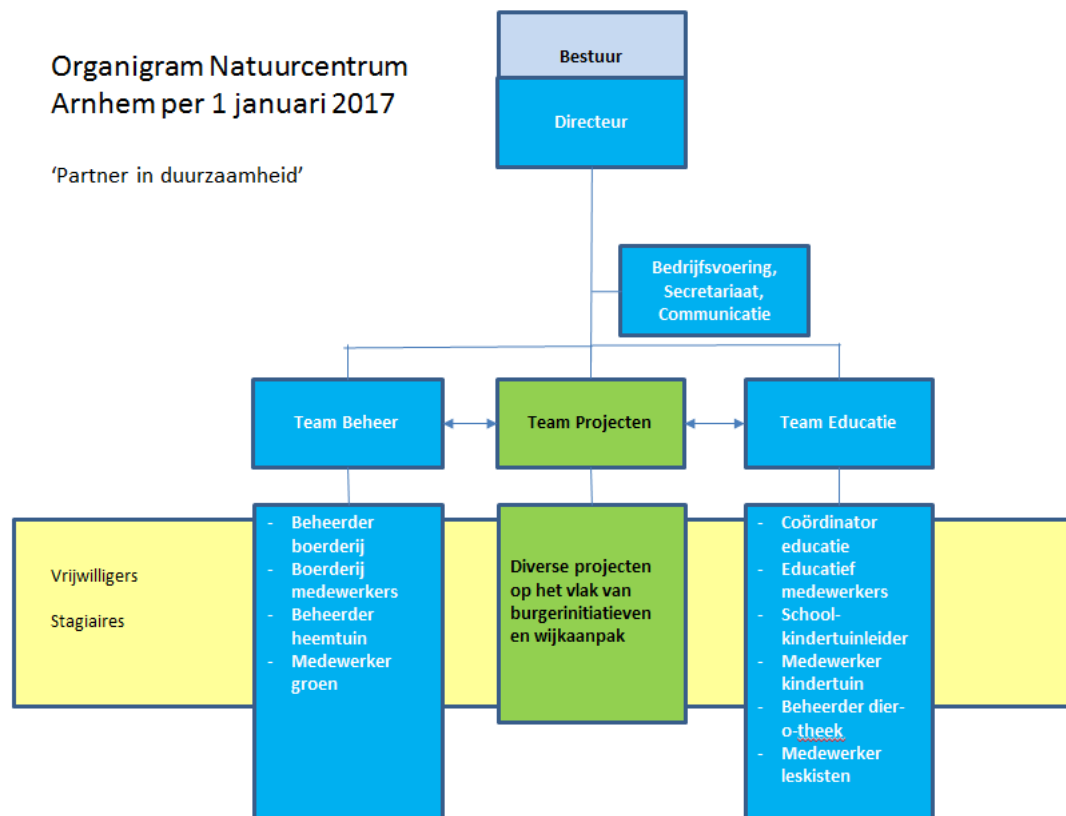 Organigram Natuurcentrum
Arnhem per 1 januari 2017
‘Partner in duurzaamheid’
Bestuur
Directeur
Bedrijfsvoering,
Secretariaat,
Communicatie
Team Beheer
Team Projecten
Team Educatie
Vrijwilligers
Stagiaires
- Beheerder
boerderij
- Boerderij
medewerkers
- Beheerder
heemtuin
- Medewerker
groen
Diverse projecten
op het vlak van
burgerinitiatieven
en wijkaanpak
- Coördinator
educatie
- Educatief
medewerkers
- School-
kindertuinleider
- Medewerker
kindertuin
- Beheerder dier-
o-theek
- Medewerker
leskisten